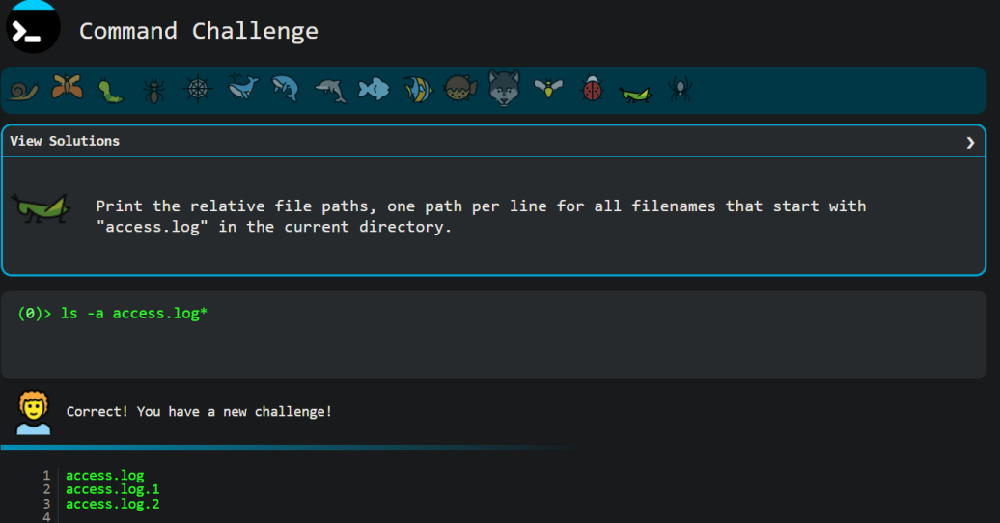 Command Challenge
View Solutions ❯
Print the relative file paths, one path per line for all filenames that start with
"access.log" in the current directory.
(0)> ls -a access.log*
Correct! You have a new challenge!
1 access.log
2 access.log.1
3 access.log.2
4